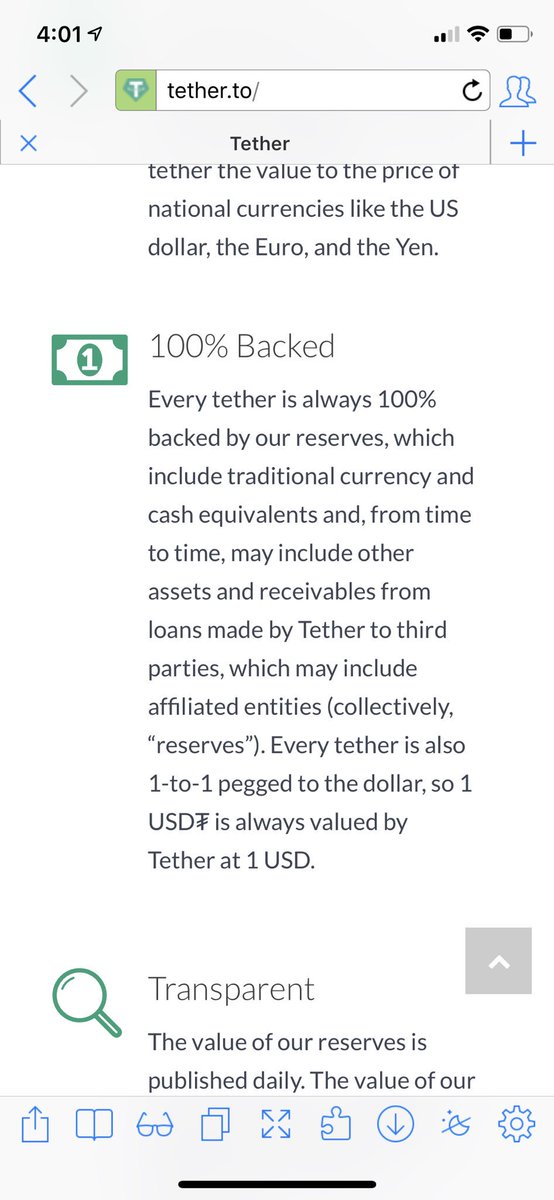 4:01
tether.to/
Tether
tether the value to the price of
national currencies like the US
dollar, the Euro, and the Yen.
1
100% Backed
Every tether is always 100%
backed by our reserves, which
include traditional currency and
cash equivalents and, from time
to time, may include other
assets and receivables from
loans made by Tether to third
parties, which may include
affiliated entities (collectively,
“reserves”). Every tether is also
1-to-1 pegged to the dollar, so 1
USD₮ is always valued by
Tether at 1 USD.
Transparent
The value of our reserves is
published daily. The value of our